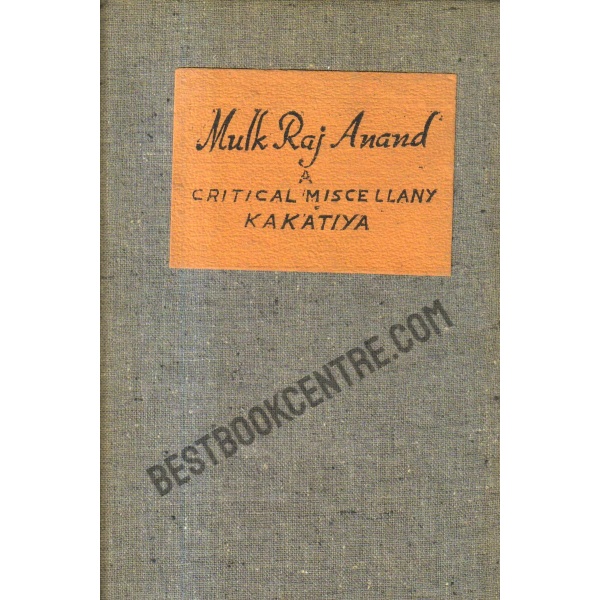 Mulk Raj Anand
A
CRITICAL MISCELLANY
KAKATIYA
BESTBOOKCENTRE.COM